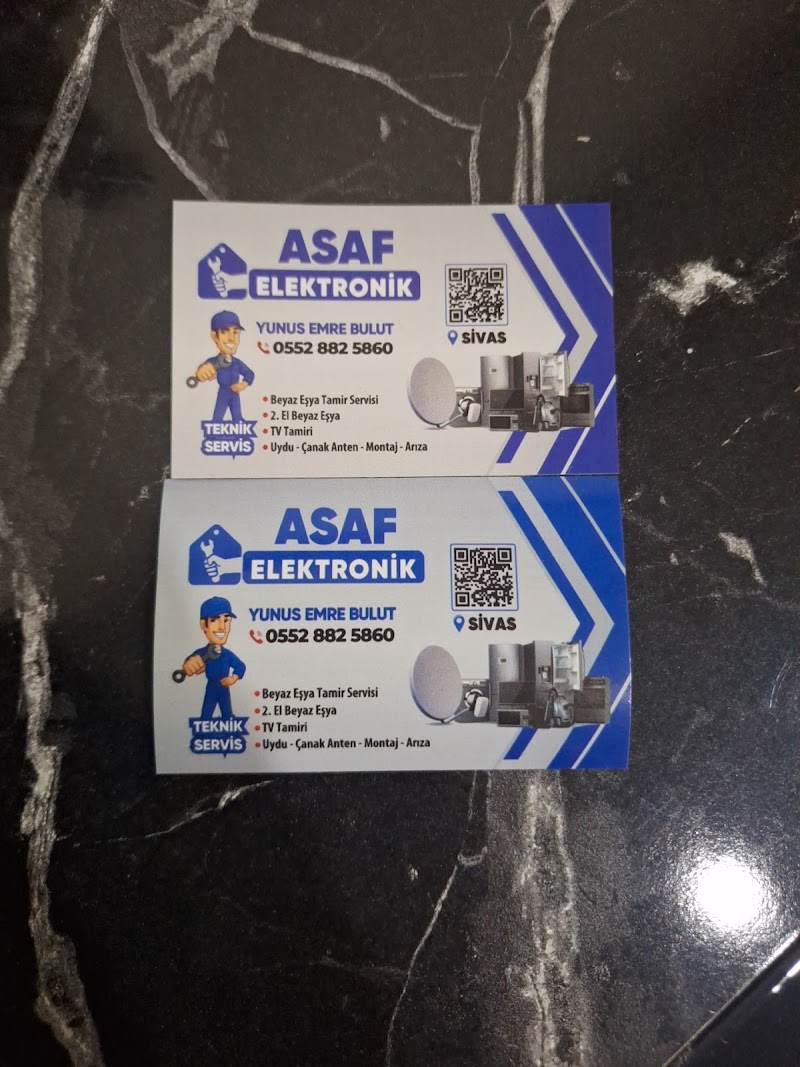 ASAF
ELEKTRONİK
YUNUS EMRE BULUT
0552 882 5860
SİVAS
TEKNİK
SERVİS
• Beyaz Eşya Tamir Servisi
• 2. El Beyaz Eşya
• TV Tamiri
• Uydu - Çanak Anten - Montaj - Arıza
ASAF
ELEKTRONİK
YUNUS EMRE BULUT
0552 882 5860
SİVAS
TEKNİK
SERVİS
• Beyaz Eşya Tamir Servisi
• 2. El Beyaz Eşya
• TV Tamiri
• Uydu - Çanak Anten - Montaj - Arıza